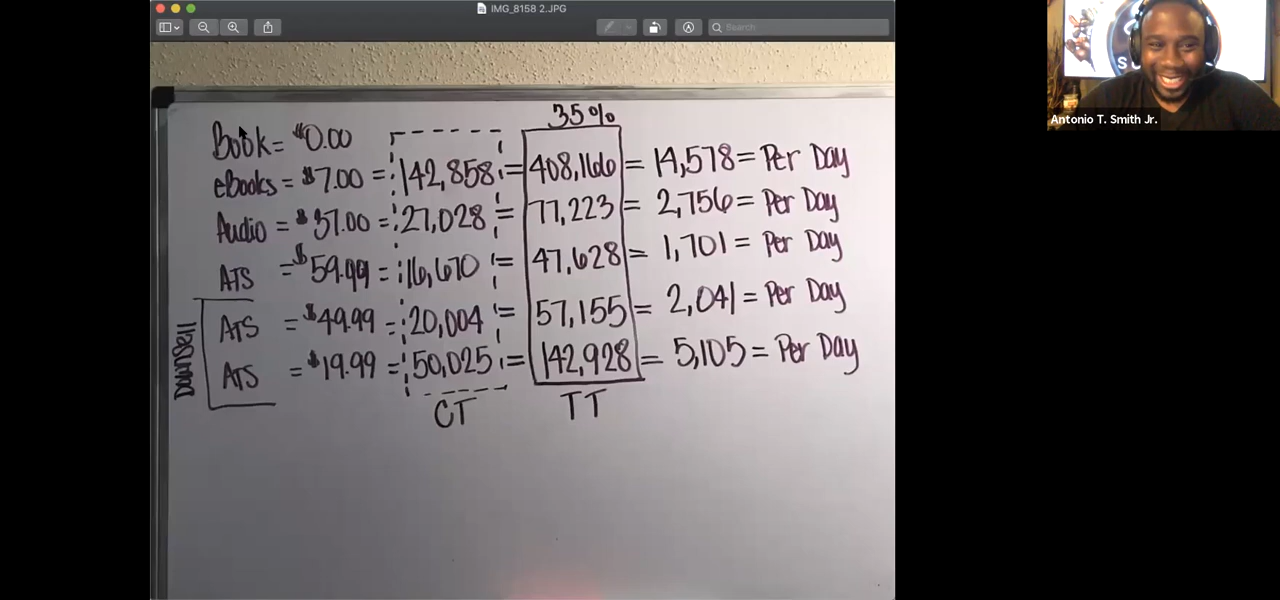 IMG_8158 2.JPG
Search
Antonio T. Smith Jr.
35%
Book = $0.00
eBooks = $7.00 = 142,858 = 408,166 = 14,578 = Per Day
Audio = $37.00 = 27,028 = 77,223 = 2,756 = Per Day
ATS = $59.99 = 16,670 = 47,628 = 1,701 = Per Day
ATS = $49.99 = 20,004 = 57,155 = 2,041 = Per Day
ATS = $19.99 = 50,025 = 142,928 = 5,105 = Per Day
DownSell
CT TT